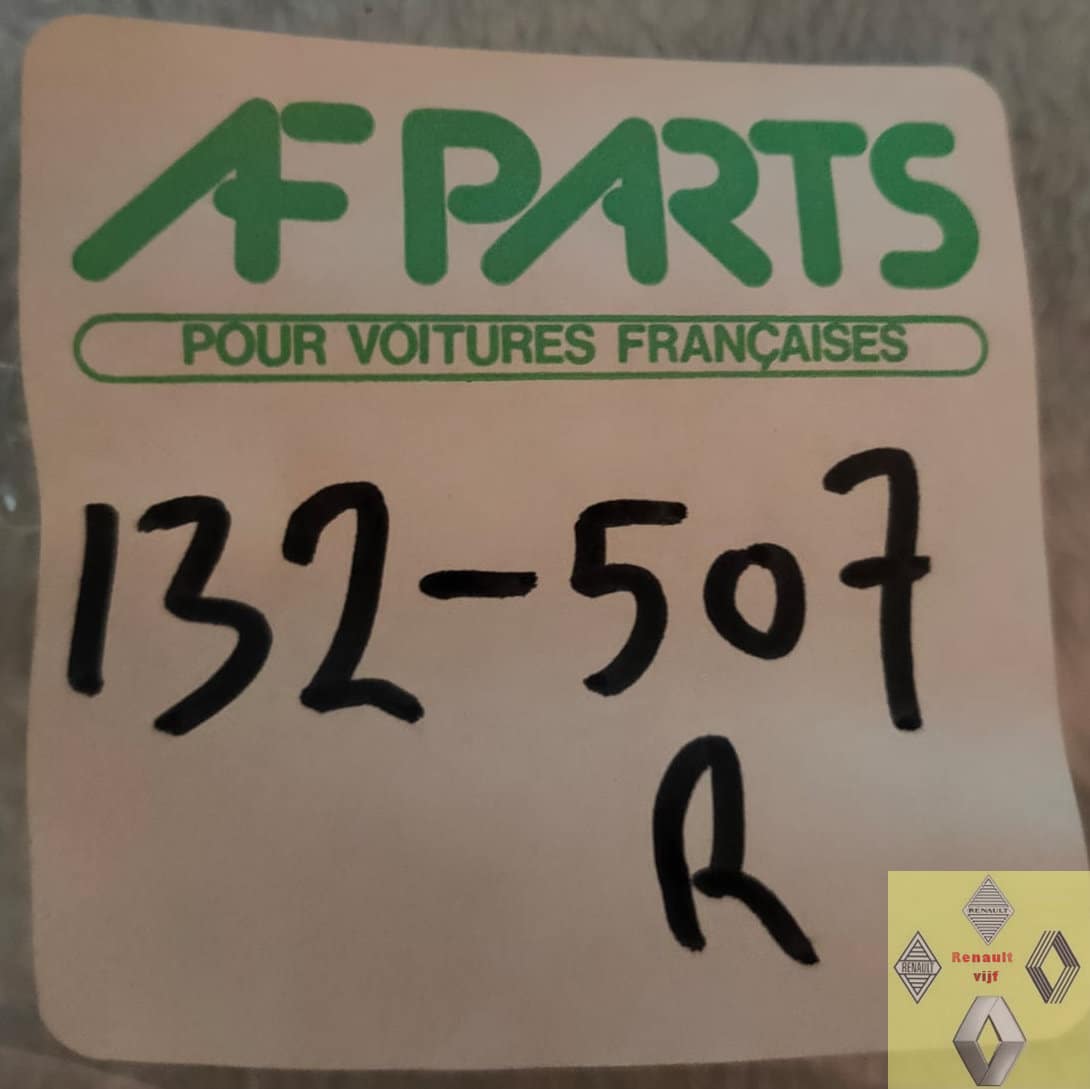 AF PARTS
POUR VOITURES FRANÇAISES
132-507
R
RENAULT
RENAULT
Renault
vijf